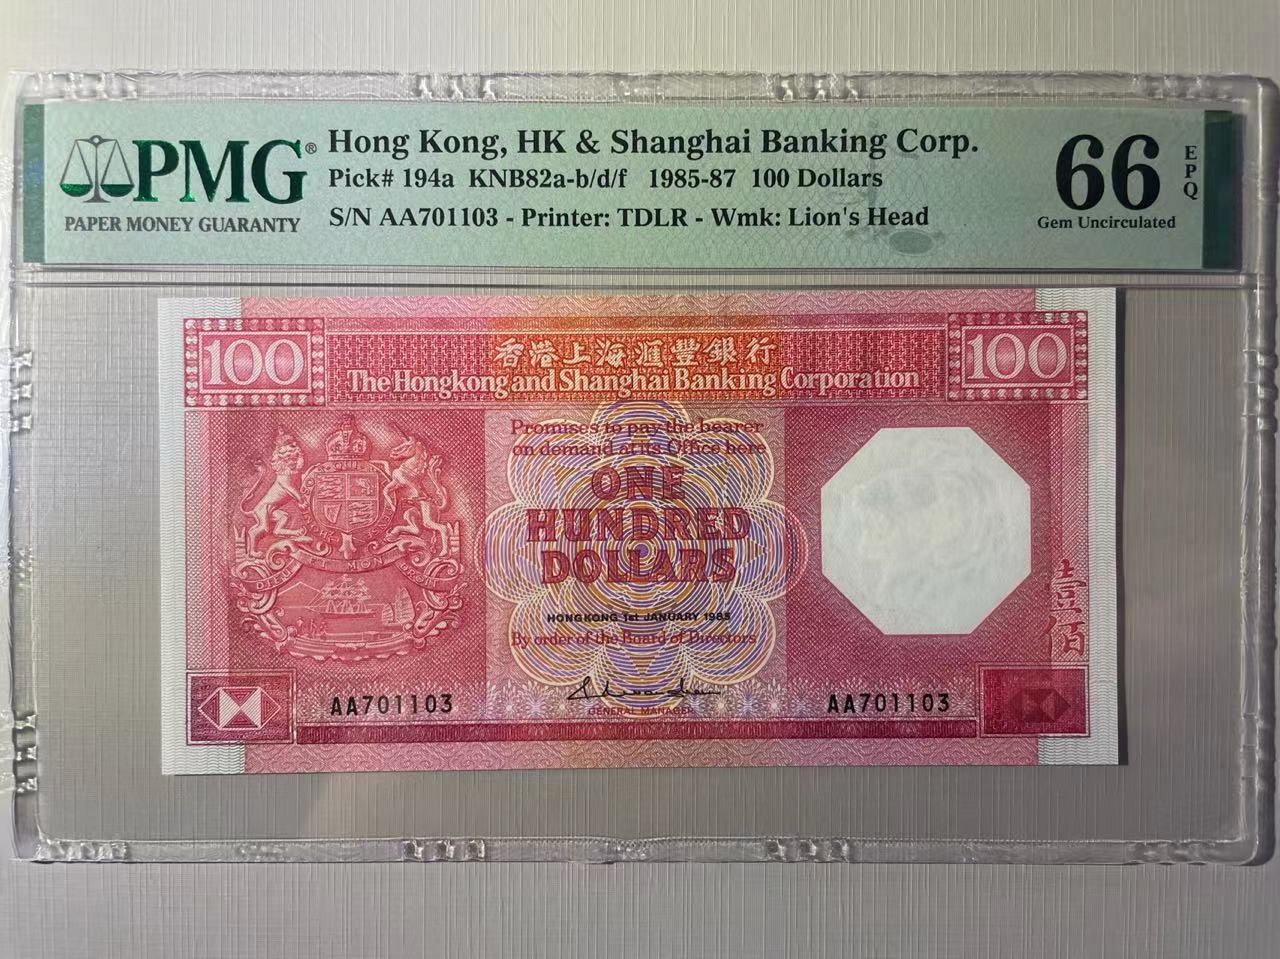 PMG®
PAPER MONEY GUARANTY
Hong Kong, HK & Shanghai Banking Corp.
Pick# 194a KNB82a-b/d/f 1985-87 100 Dollars
S/N AA701103 - Printer: TDLR - Wmk: Lion's Head
66
EPQ
Gem Uncirculated
100
香港上海滙豐銀行
The Hongkong and Shanghai Banking Corporation
100
Promises to pay the bearer
on demand at its Office here
ONE
HUNDRED
DOLLARS
HONGKONG 1st JANUARY 1985
By order of the Board of Directors
壹佰
AA701103
GENERAL MANAGER
AA701103